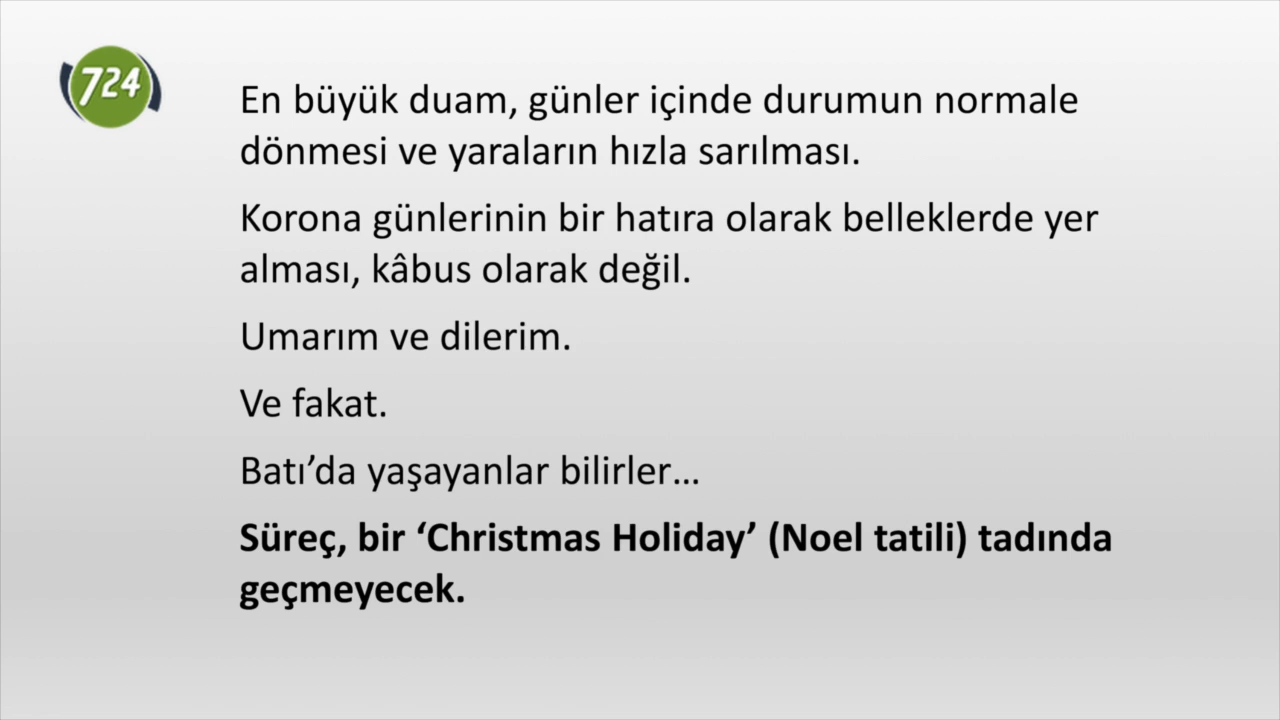 724
En büyük duam, günler içinde durumun normale
dönmesi ve yaraların hızla sarılması.
Korona günlerinin bir hatıra olarak belleklerde yer
alması, kâbus olarak değil.
Umarım ve dilerim.
Ve fakat.
Batı’da yaşayanlar bilirler…
Süreç, bir ‘Christmas Holiday’ (Noel tatili) tadında
geçmeyecek.